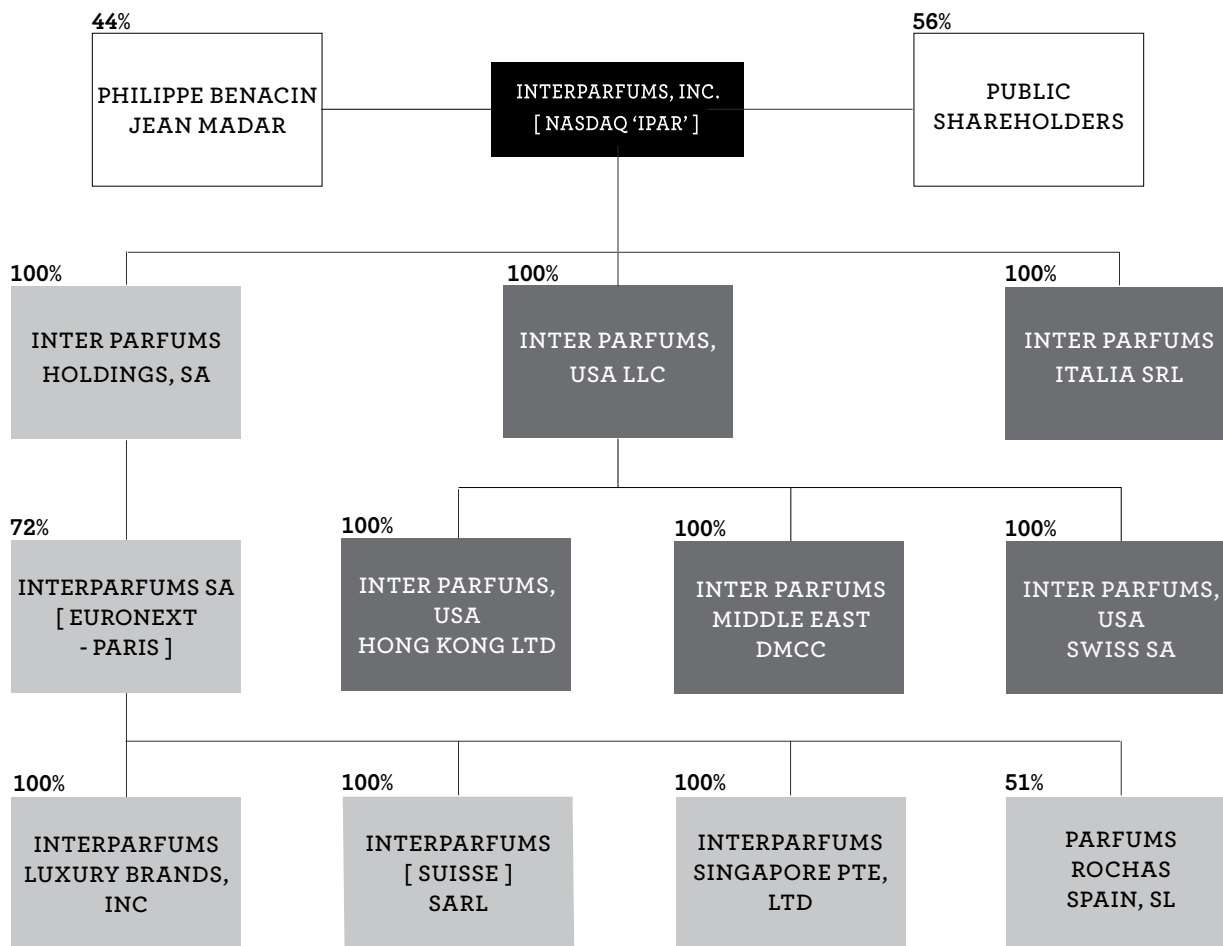 44%
PHILIPPE BENACIN
JEAN MADAR
INTERPARFUMS, INC.
[ NASDAQ ‘IPAR’ ]
56%
PUBLIC
SHAREHOLDERS
100%
INTER PARFUMS
HOLDINGS, SA
100%
INTER PARFUMS,
USA LLC
100%
INTER PARFUMS
ITALIA SRL
72%
INTERPARFUMS SA
[ EURONEXT
- PARIS ]
100%
INTER PARFUMS,
USA
HONG KONG LTD
100%
INTER PARFUMS
MIDDLE EAST
DMCC
100%
INTER PARFUMS,
USA
SWISS SA
100%
INTERPARFUMS
LUXURY BRANDS,
INC
100%
INTERPARFUMS
[ SUISSE ]
SARL
100%
INTERPARFUMS
SINGAPORE PTE,
LTD
51%
PARFUMS
ROCHAS
SPAIN, SL